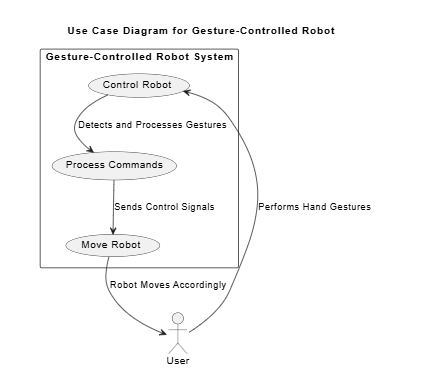 Use Case Diagram for Gesture-Controlled Robot
Gesture-Controlled Robot System
Control Robot
Detects and Processes Gestures
Process Commands
Sends Control Signals
Performs Hand Gestures
Move Robot
Robot Moves Accordingly
User